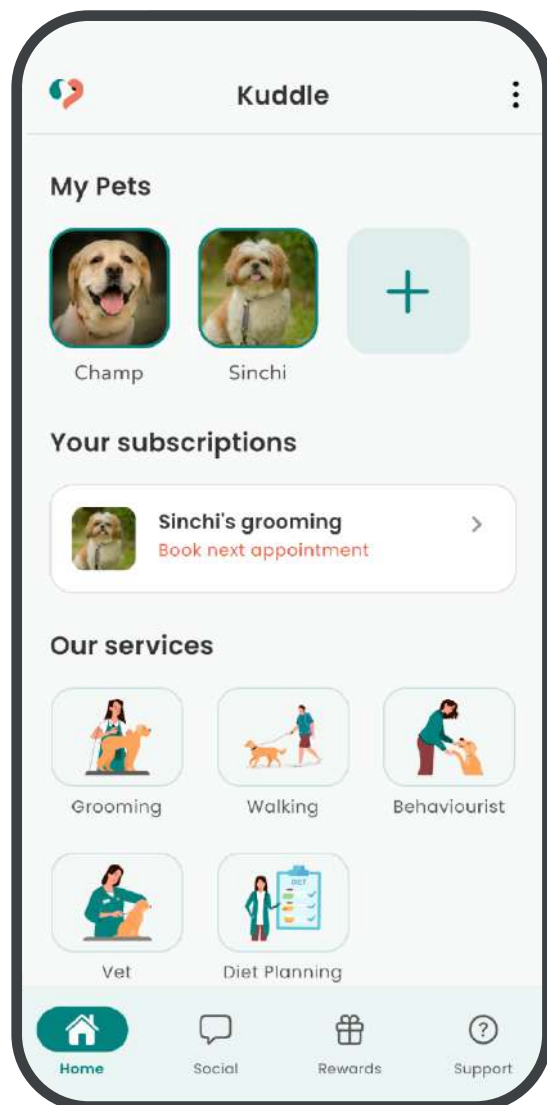 Kuddle
My Pets
Champ
Sinchi
Your subscriptions
Sinchi's grooming
Book next appointment
Our services
Grooming
Walking
Behaviourist
DIET
Vet
Diet Planning
Home
Social
Rewards
Support